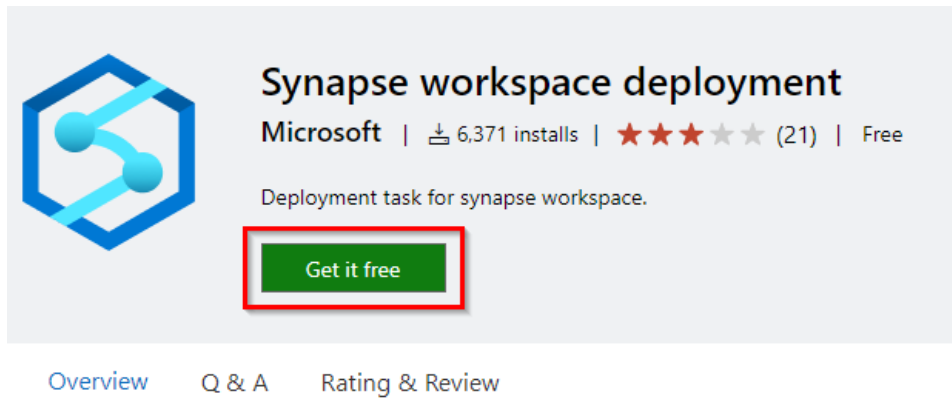 Synapse workspace deployment
Microsoft | 6,371 installs | (21) | Free
Deployment task for synapse workspace.
Get it free
Overview Q & A Rating & Review